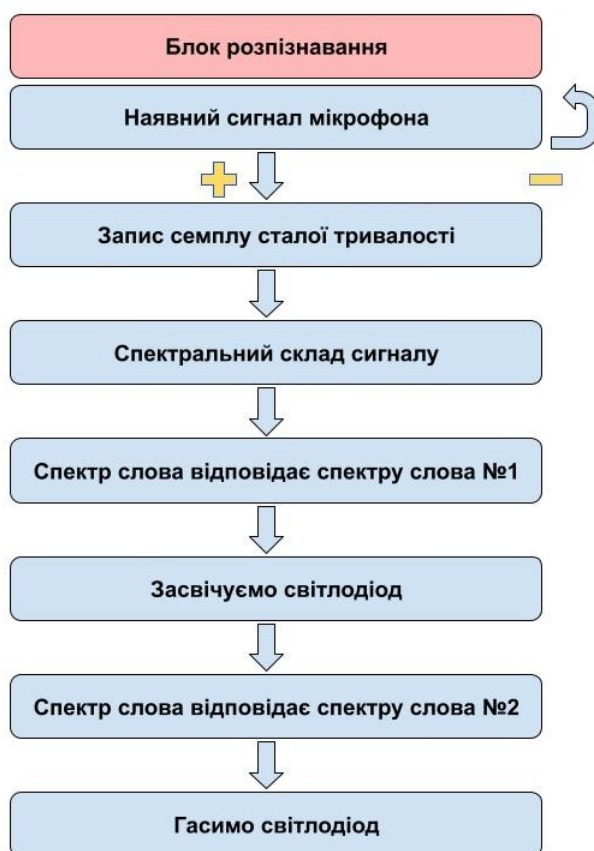 Блок розпізнавання
Наявний сигнал мікрофона
Запис семплу сталої тривалості
Спектральний склад сигналу
Спектр слова відповідає спектру слова №1
Засвічуємо світлодіод
Спектр слова відповідає спектру слова №2
Гасимо світлодіод